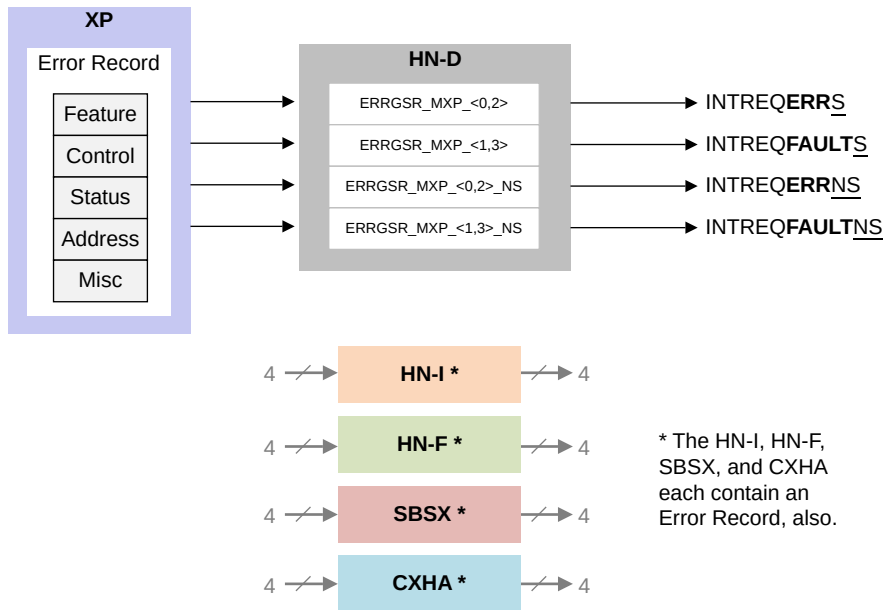 XP
Error Record
Feature
Control
Status
Address
Misc
HN-D
ERRGSR_MXP_<0,2>
ERRGSR_MXP_<1,3>
ERRGSR_MXP_<0,2>_NS
ERRGSR_MXP_<1,3>_NS
INTREQERRS
INTREQFAULTS
INTREQERRNS
INTREQFAULTNS
4 HN-I * 4
4 HN-F * 4
4 SBSX * 4
4 CXHA * 4
* The HN-I, HN-F,
SBSX, and CXHA
each contain an
Error Record, also.